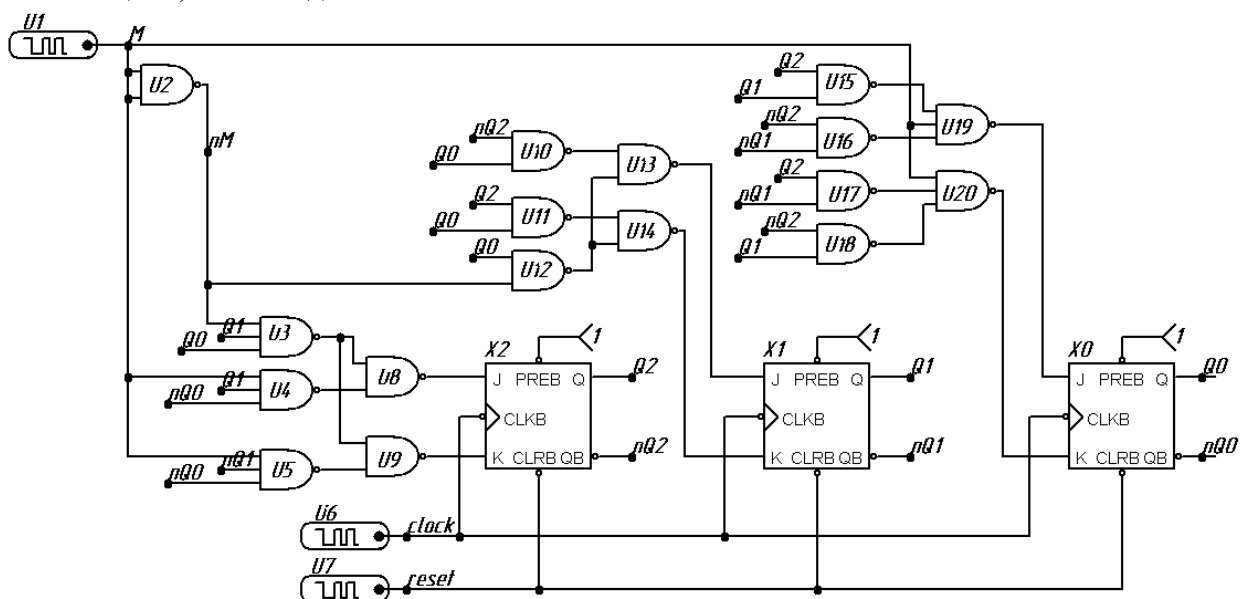 U1
M
U2
nM
Q2
Q1
U15
nQ2
nQ1
U16
U19
Q2
nQ1
U17
U20
nQ2
Q1
U18
nQ2
Q0
U10
U13
Q2
Q0
U11
U14
Q0
U12
Q1
Q0
U3
Q1
nQ0
U4
U8
nQ1
nQ0
U5
U9
X2
1
J PREB Q
Q2
CLKB
K CLRB QB
nQ2
X1
1
J PREB Q
Q1
CLKB
K CLRB QB
nQ1
X0
1
J PREB Q
Q0
CLKB
K CLRB QB
nQ0
U6
clock
U7
reset